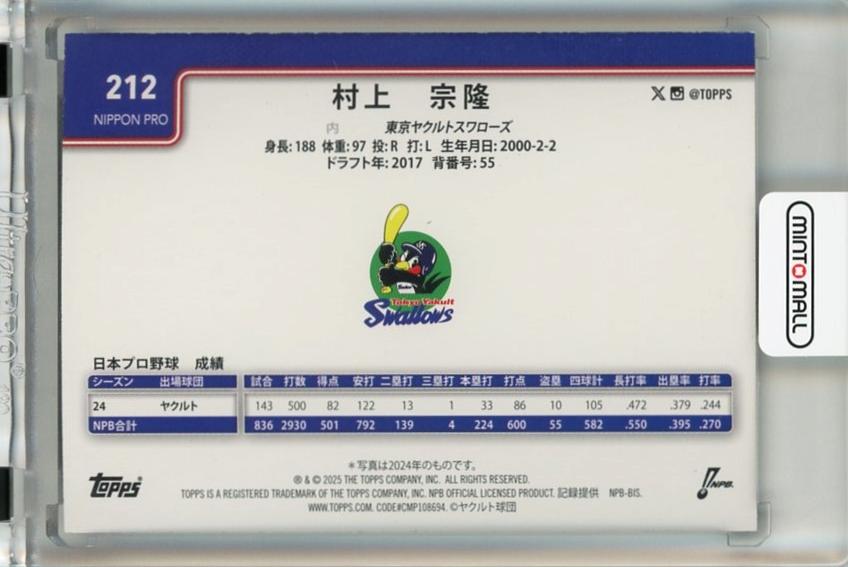 212
NIPPON PRO
村上 宗隆
@TOPPS
内 東京ヤクルトスワローズ
身長: 188 体重: 97 投: R 打: L 生年月日: 2000-2-2
ドラフト年: 2017 背番号: 55
Tokyo Yakult
Swallows
MINTMALL
日本プロ野球 成績
シーズン 出場球団 試合 打数 得点 安打 二塁打 三塁打 本塁打 打点 盗塁 四球計 長打率 出塁率 打率
24 ヤクルト 143 500 82 122 13 1 33 86 10 105 .472 .379 .244
NPB合計 836 2930 501 792 139 4 224 600 55 582 .550 .395 .270
＊写真は2024年のものです。
® & © 2025 THE TOPPS COMPANY, INC. ALL RIGHTS RESERVED.
TOPPS IS A REGISTERED TRADEMARK OF THE TOPPS COMPANY, INC. NPB OFFICIAL LICENSED PRODUCT. 記録提供 NPB-BIS.
WWW.TOPPS.COM. CODE#CMP108694. ©ヤクルト球団
topps
NPB